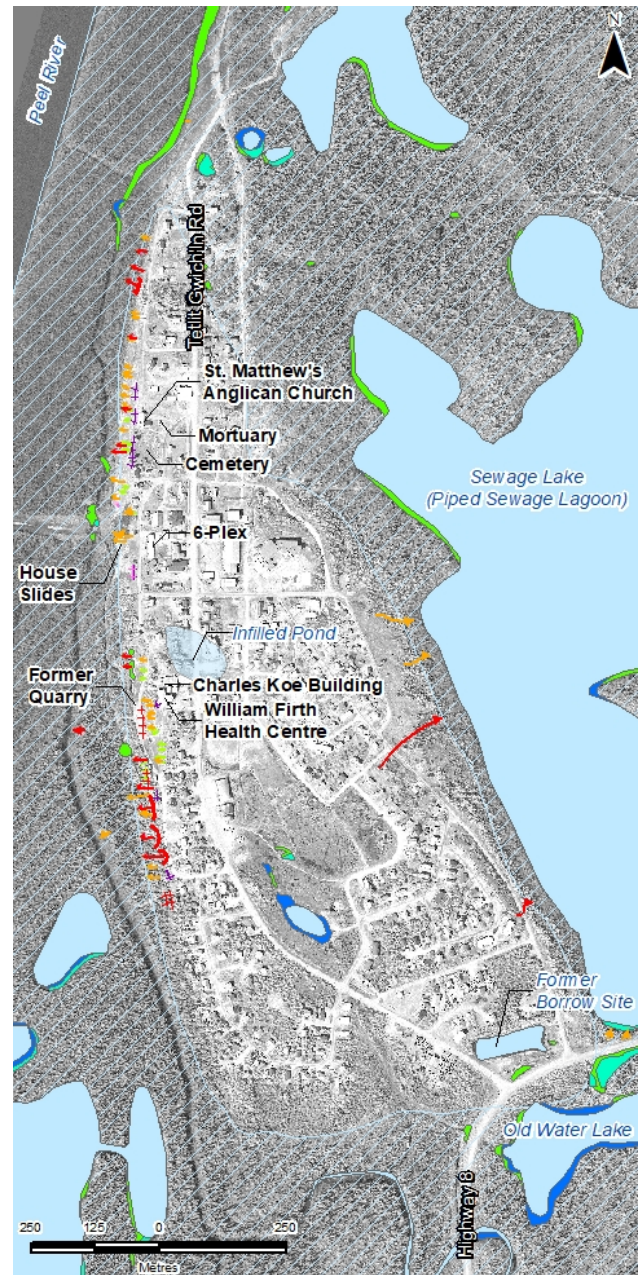 N
Peel River
Tetlit Gwichin Rd
St. Matthew's
Anglican Church
Mortuary
Cemetery
Sewage Lake
(Piped Sewage Lagoon)
6-Plex
House
Slides
Infilled Pond
Former
Quarry
Charles Koe Building
William Firth
Health Centre
Former
Borrow Site
Old Water Lake
Highway 8
250 125 0 250
Metres